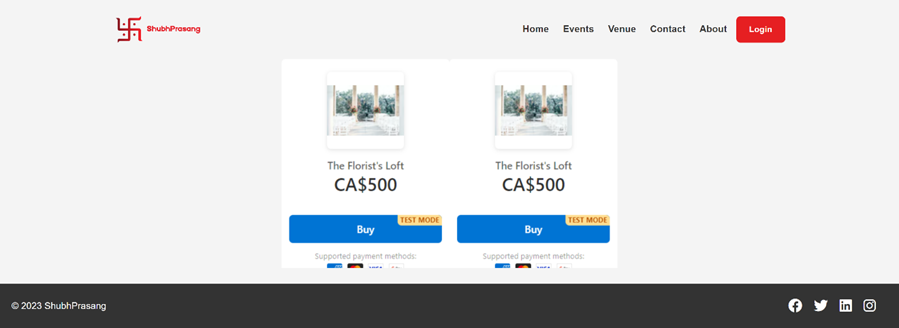 ShubhPrasang
Home Events Venue Contact About Login
The Florist's Loft
CA$500
TEST MODE
Buy
Supported payment methods:
The Florist's Loft
CA$500
TEST MODE
Buy
Supported payment methods:
© 2023 ShubhPrasang